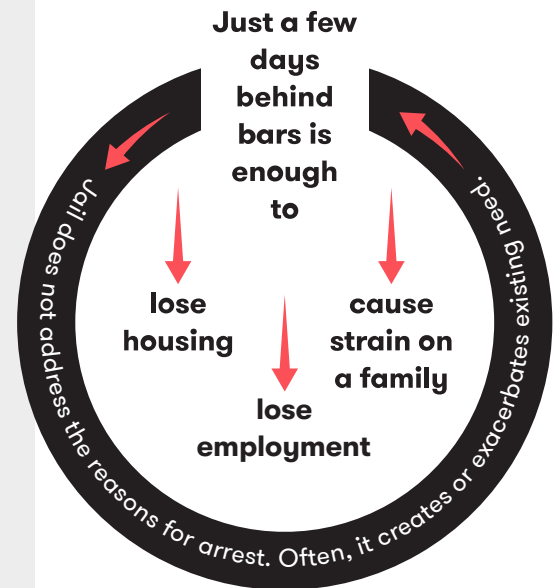 Just a few
days
behind
bars is
enough
to
lose
housing
lose
employment
cause
strain on
a family
Jail does not address the reasons for arrest. Often, it creates or exacerbates existing need.